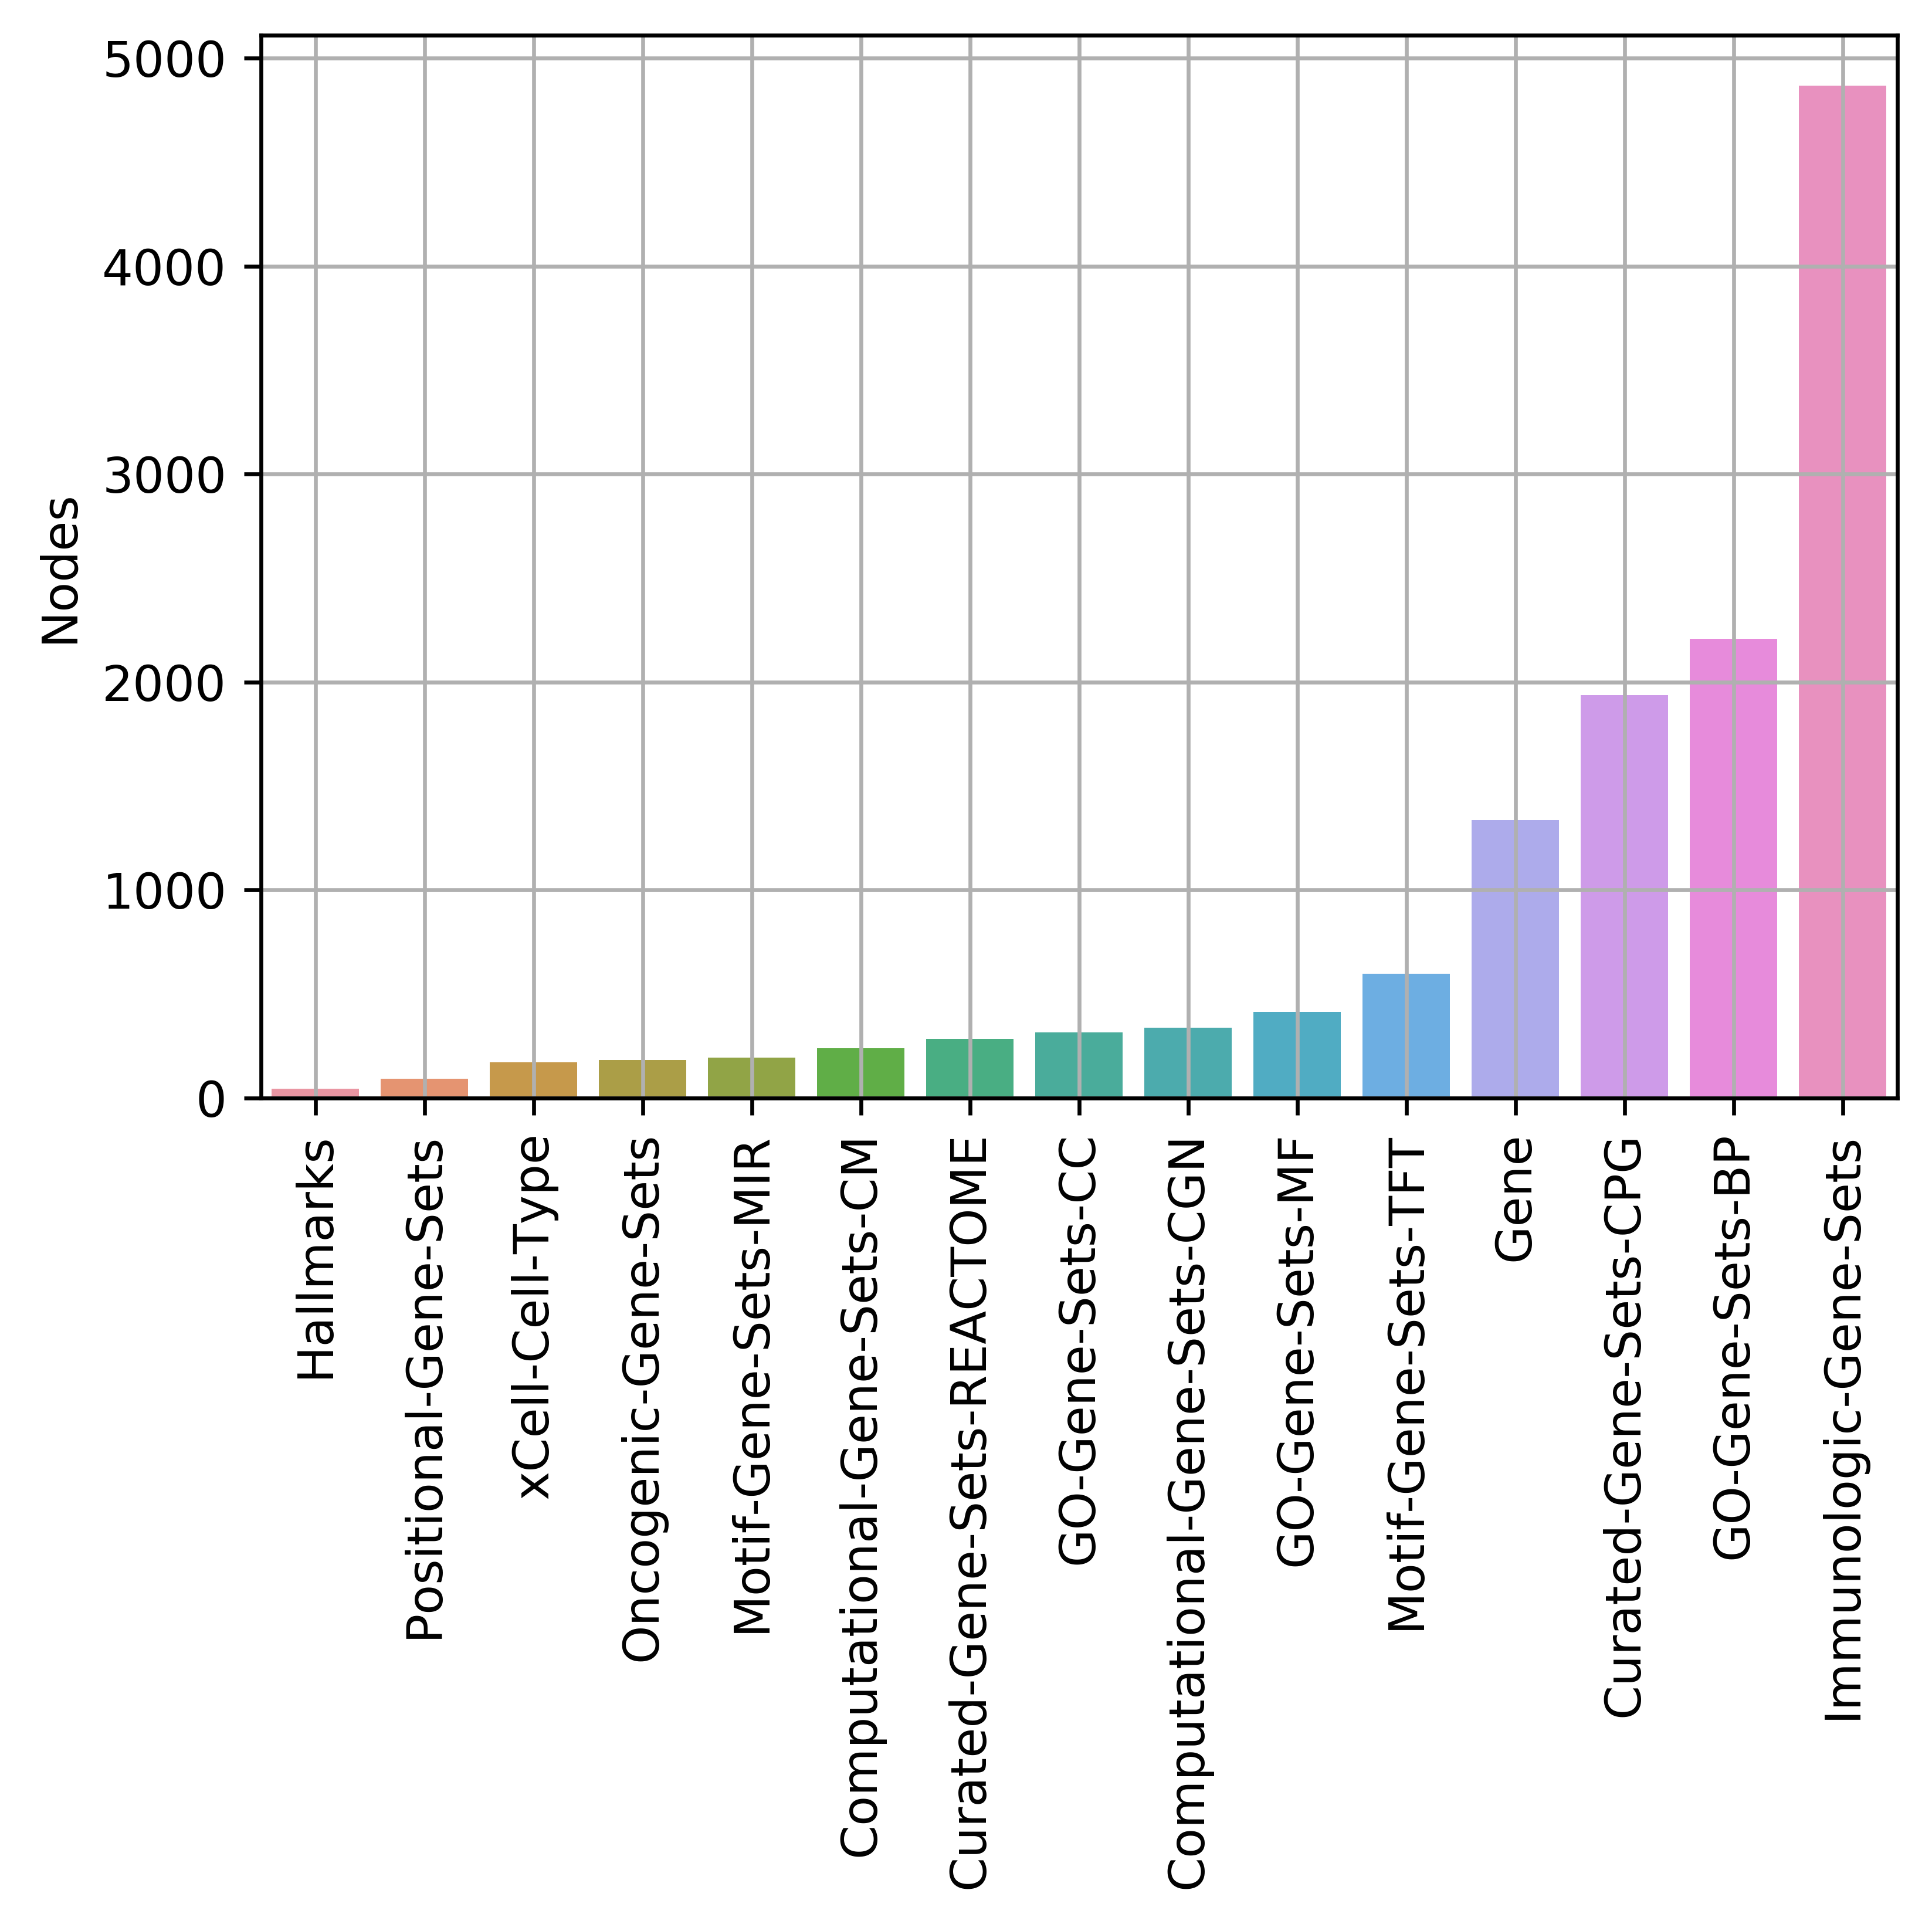 Nodes
5000
4000
3000
2000
1000
0
Hallmarks
Positional-Gene-Sets
xCell-Cell-Type
Oncogenic-Gene-Sets
Motif-Gene-Sets-MIR
Computational-Gene-Sets-CM
Curated-Gene-Sets-REACTOME
GO-Gene-Sets-CC
Computational-Gene-Sets-CGN
GO-Gene-Sets-MF
Motif-Gene-Sets-TFT
Gene
Curated-Gene-Sets-CPG
GO-Gene-Sets-BP
Immunologic-Gene-Sets